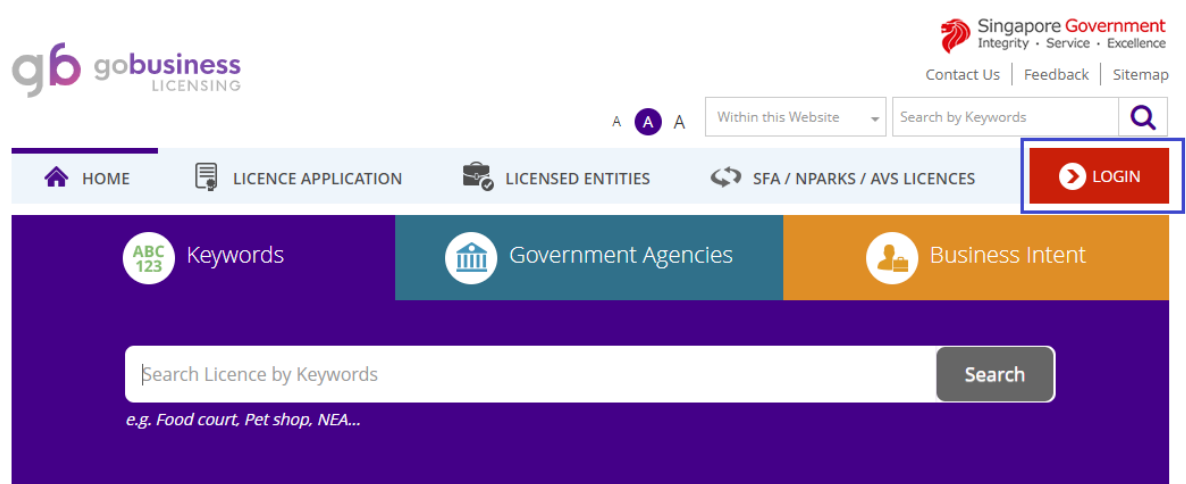 Singapore Government
Integrity · Service · Excellence
gb gobusiness
LICENSING
Contact Us | Feedback | Sitemap
A A A Within this Website Search by Keywords
HOME LICENCE APPLICATION LICENSED ENTITIES SFA / NPARKS / AVS LICENCES LOGIN
ABC
123
Keywords Government Agencies Business Intent
Search Licence by Keywords Search
e.g. Food court, Pet shop, NEA...